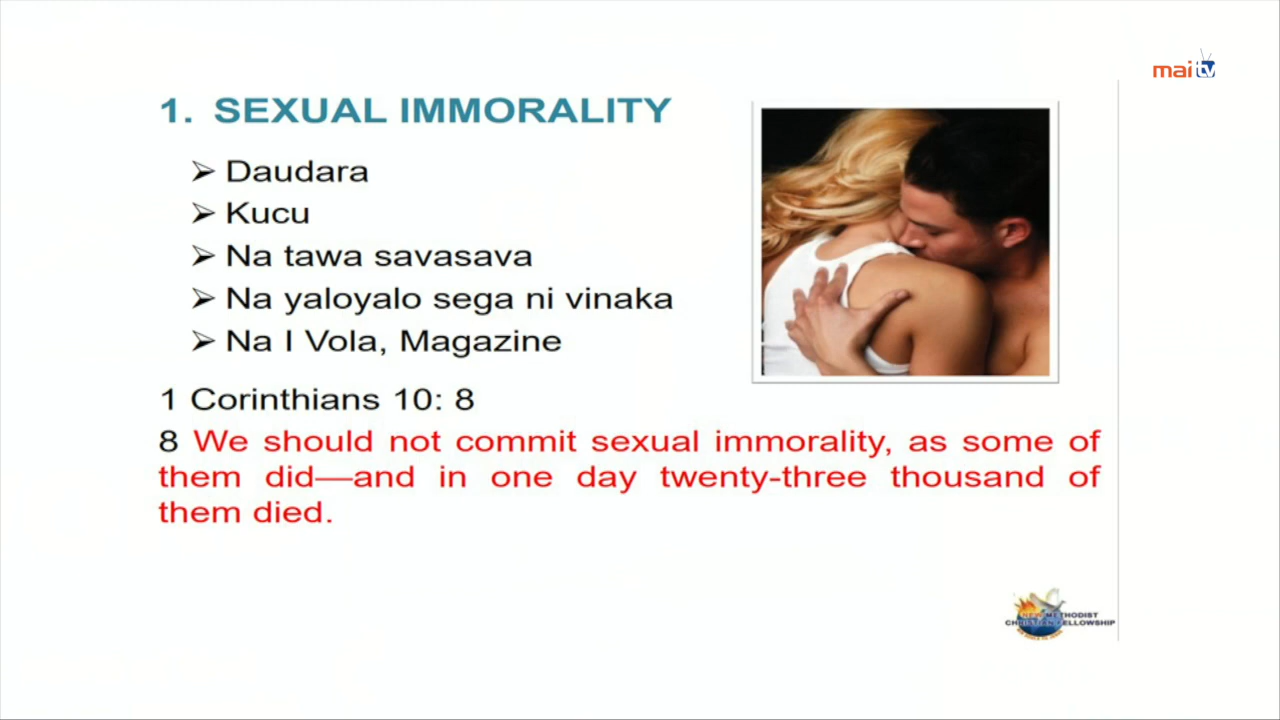 mai tv
1. SEXUAL IMMORALITY
➢ Daudara
➢ Kucu
➢ Na tawa savasava
➢ Na yaloyalo sega ni vinaka
➢ Na I Vola, Magazine
1 Corinthians 10: 8
8 We should not commit sexual immorality, as some of
them did—and in one day twenty-three thousand of
them died.
NEW METHODIST
CHRISTIAN FELLOWSHIP